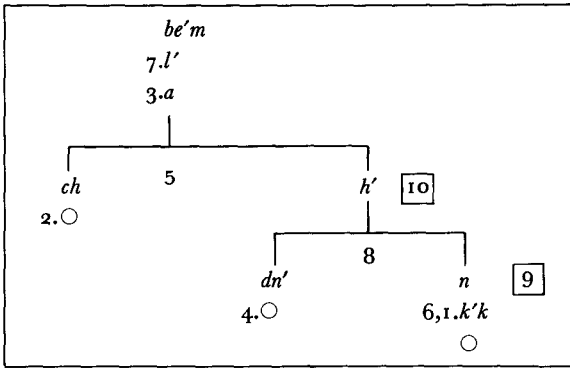 be′m
7.l′
3.a
ch 5 h′ 10
2.○
8
dn′ n 9
4.○ 6,1.k′k
○